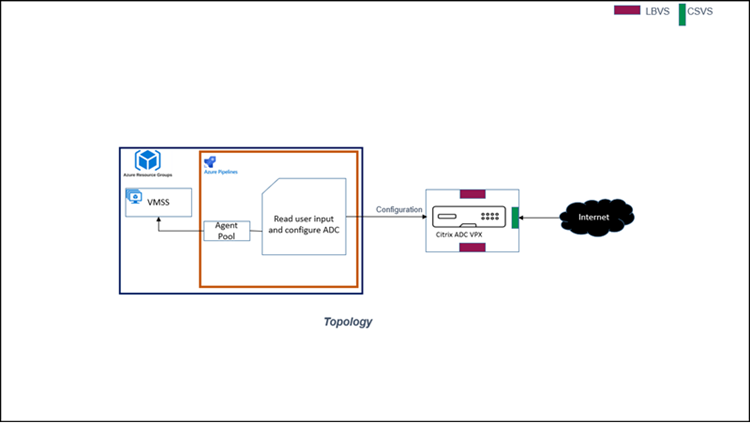 LBVS
CSVS
Azure Resource Groups
Azure Pipelines
VMSS
Agent
Pool
Read user input
and configure ADC
Configuration
Citrix ADC VPX
Internet
Topology